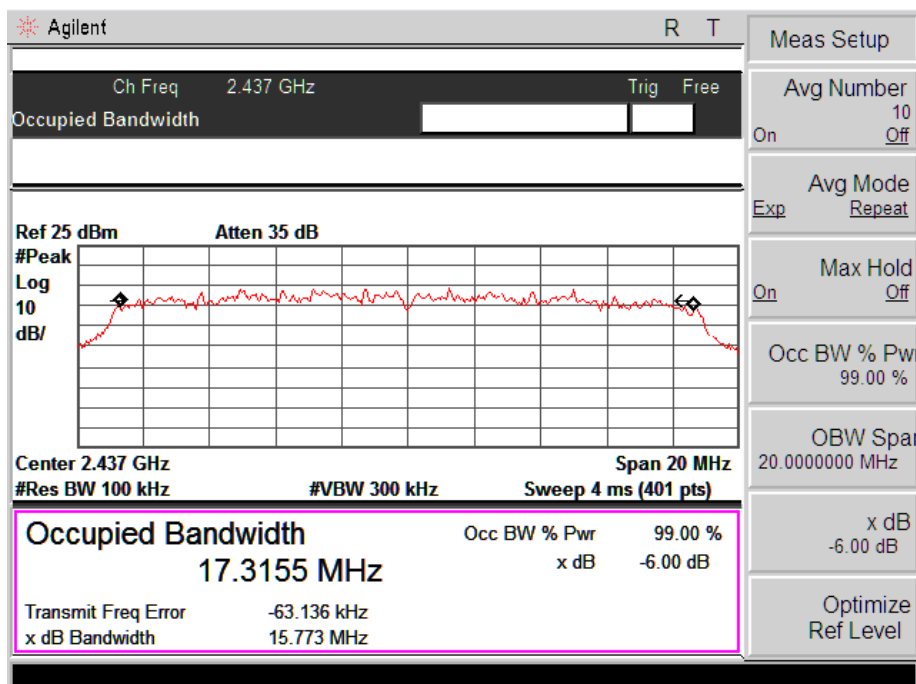 Agilent R T
Ch Freq 2.437 GHz Trig Free
Occupied Bandwidth
Ref 25 dBm Atten 35 dB
#Peak
Log
10
dB/
Center 2.437 GHz Span 20 MHz
#Res BW 100 kHz #VBW 300 kHz Sweep 4 ms (401 pts)
Occupied Bandwidth Occ BW % Pwr 99.00 %
17.3155 MHz x dB -6.00 dB
Transmit Freq Error -63.136 kHz
x dB Bandwidth 15.773 MHz
Meas Setup
Avg Number
10
On Off
Avg Mode
Exp Repeat
Max Hold
On Off
Occ BW % Pwr
99.00 %
OBW Span
20.0000000 MHz
x dB
-6.00 dB
Optimize
Ref Level